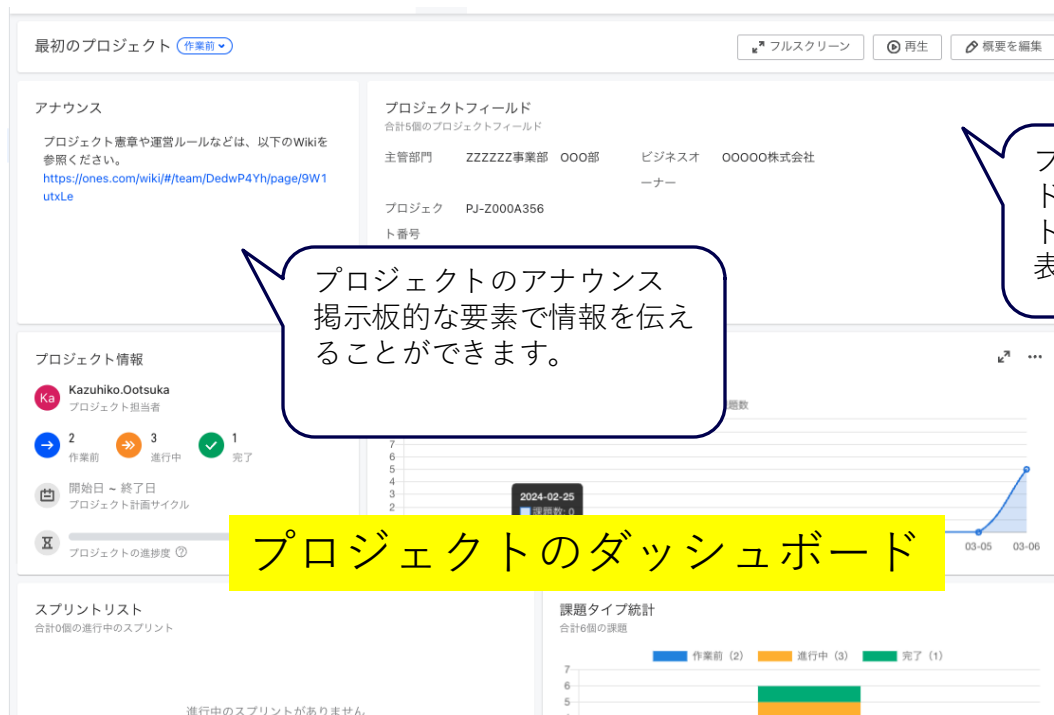 最初のプロジェクト 作業前
フルスクリーン
再生
概要を編集
アナウンス
プロジェクト憲章や運営ルールなどは、以下のWikiを
参照ください。
https://ones.com/wiki/#/team/DedwP4Yh/page/9W1
utxLe
プロジェクトフィールド
合計5個のプロジェクトフィールド
主管部門 ZZZZZZ事業部 OOO部
ビジネスオ OOOOO株式会社
ーナー
プロジェク PJ-Z000A356
ト番号
プロジェクトのアナウンス
掲示板的な要素で情報を伝え
ることができます。
プロジェクト情報
Ka
Kazuhiko.Ootsuka
プロジェクト担当者
2
作業前
3
進行中
1
完了
開始日 ~ 終了日
プロジェクト計画サイクル
プロジェクトの進捗度
題数
7
6
5
4
3
2
2024-02-25
課題数: 0
03-05 03-06
プロジェクトのダッシュボード
スプリントリスト
合計0個の進行中のスプリント
進行中のスプリントがありません
課題タイプ統計
合計6個の課題
作業前（2） 進行中（3） 完了（1）
7
6
5